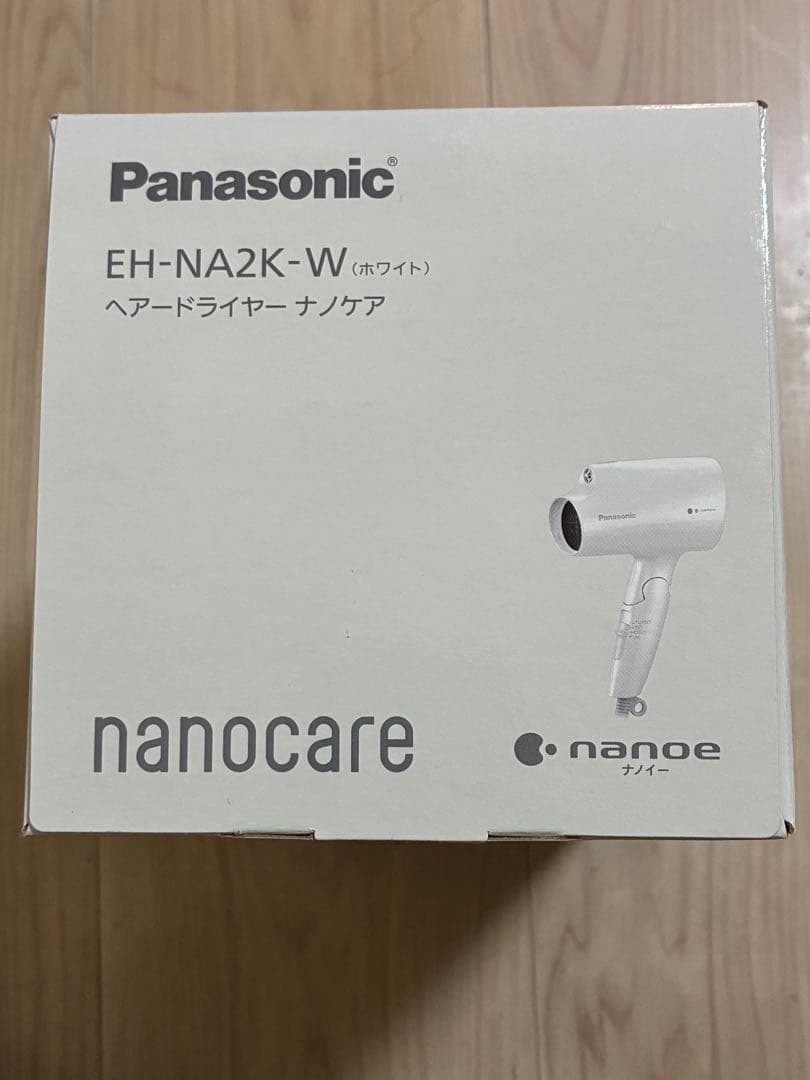 Panasonic®
EH-NA2K-W（ホワイト）
ヘアードライヤー ナノケア
Panasonic
nanocare
nanoe
ナノイー